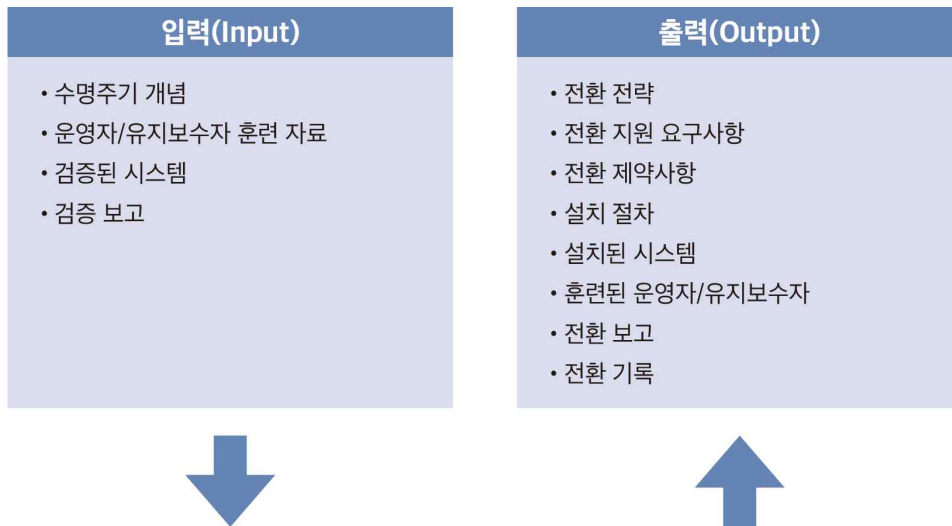 입력(Input)
• 수명주기 개념
• 운영자/유지보수자 훈련 자료
• 검증된 시스템
• 검증 보고
출력(Output)
• 전환 전략
• 전환 지원 요구사항
• 전환 제약사항
• 설치 절차
• 설치된 시스템
• 훈련된 운영자/유지보수자
• 전환 보고
• 전환 기록